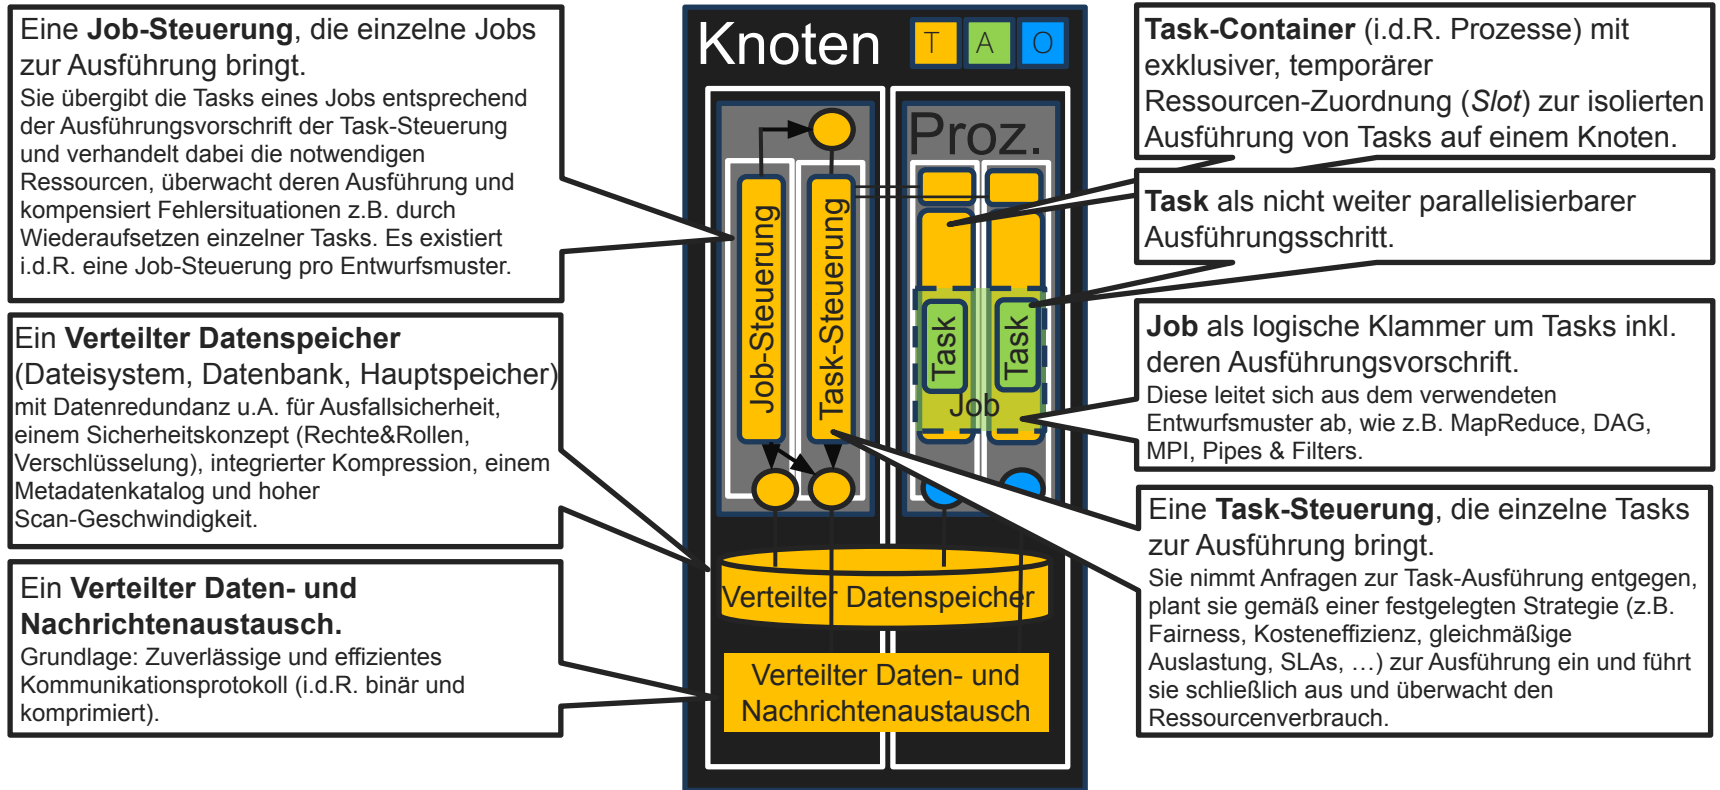 Eine Job-Steuerung, die einzelne Jobs
zur Ausführung bringt.
Sie übergibt die Tasks eines Jobs entsprechend
der Ausführungsvorschrift der Task-Steuerung
und verhandelt dabei die notwendigen
Ressourcen, überwacht deren Ausführung und
kompensiert Fehlersituationen z.B. durch
Wiederaufsetzen einzelner Tasks. Es existiert
i.d.R. eine Job-Steuerung pro Entwurfsmuster.
Ein Verteilter Datenspeicher
(Dateisystem, Datenbank, Hauptspeicher)
mit Datenredundanz u.A. für Ausfallsicherheit,
einem Sicherheitskonzept (Rechte&Rollen,
Verschlüsselung), integrierter Kompression, einem
Metadatenkatalog und hoher
Scan-Geschwindigkeit.
Ein Verteilter Daten- und
Nachrichtenaustausch.
Grundlage: Zuverlässige und effizientes
Kommunikationsprotokoll (i.d.R. binär und
komprimiert).
Knoten
T A O
Proz.
Job-Steuerung
Task-Steuerung
Task
Task
Job
Verteilter Datenspeicher
Verteilter Daten- und
Nachrichtenaustausch
Task-Container (i.d.R. Prozesse) mit
exklusiver, temporärer
Ressourcen-Zuordnung (Slot) zur isolierten
Ausführung von Tasks auf einem Knoten.
Task als nicht weiter parallelisierbarer
Ausführungsschritt.
Job als logische Klammer um Tasks inkl.
deren Ausführungsvorschrift.
Diese leitet sich aus dem verwendeten
Entwurfsmuster ab, wie z.B. MapReduce, DAG,
MPI, Pipes & Filters.
Eine Task-Steuerung, die einzelne Tasks
zur Ausführung bringt.
Sie nimmt Anfragen zur Task-Ausführung entgegen,
plant sie gemäß einer festgelegten Strategie (z.B.
Fairness, Kosteneffizienz, gleichmäßige
Auslastung, SLAs, …) zur Ausführung ein und führt
sie schließlich aus und überwacht den
Ressourcenverbrauch.